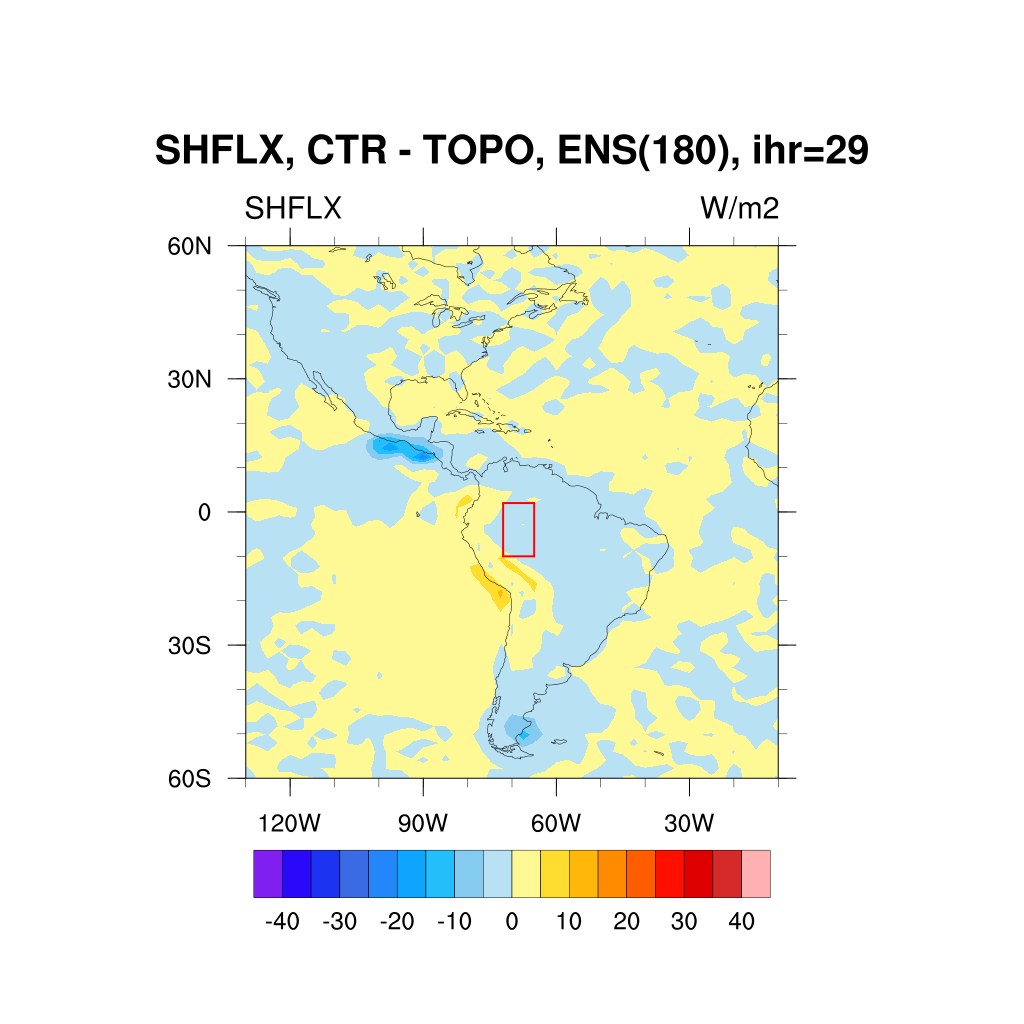 SHFLX, CTR - TOPO, ENS(180), ihr=29
SHFLX W/m2
60N
30N
0
30S
60S
120W 90W 60W 30W
-40 -30 -20 -10 0 10 20 30 40